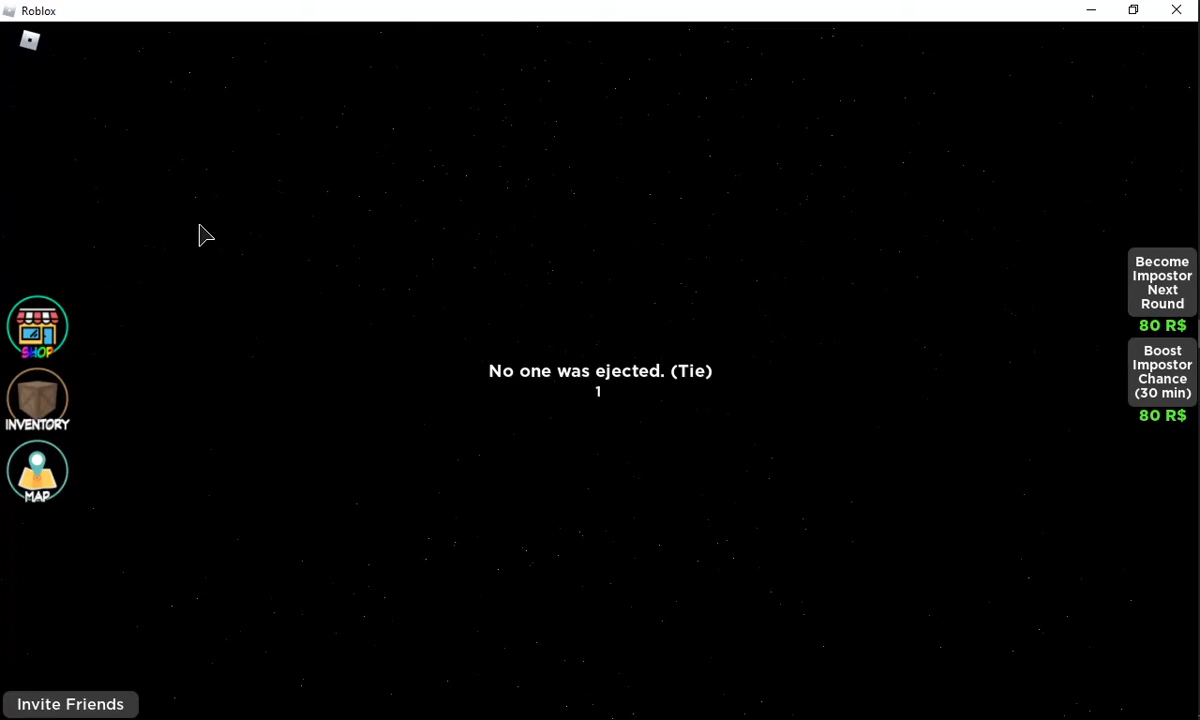 Roblox
SHOP
INVENTORY
MAP
No one was ejected. (Tie)
1
Become
Impostor
Next
Round
80 R$
Boost
Impostor
Chance
(30 min)
80 R$
Invite Friends